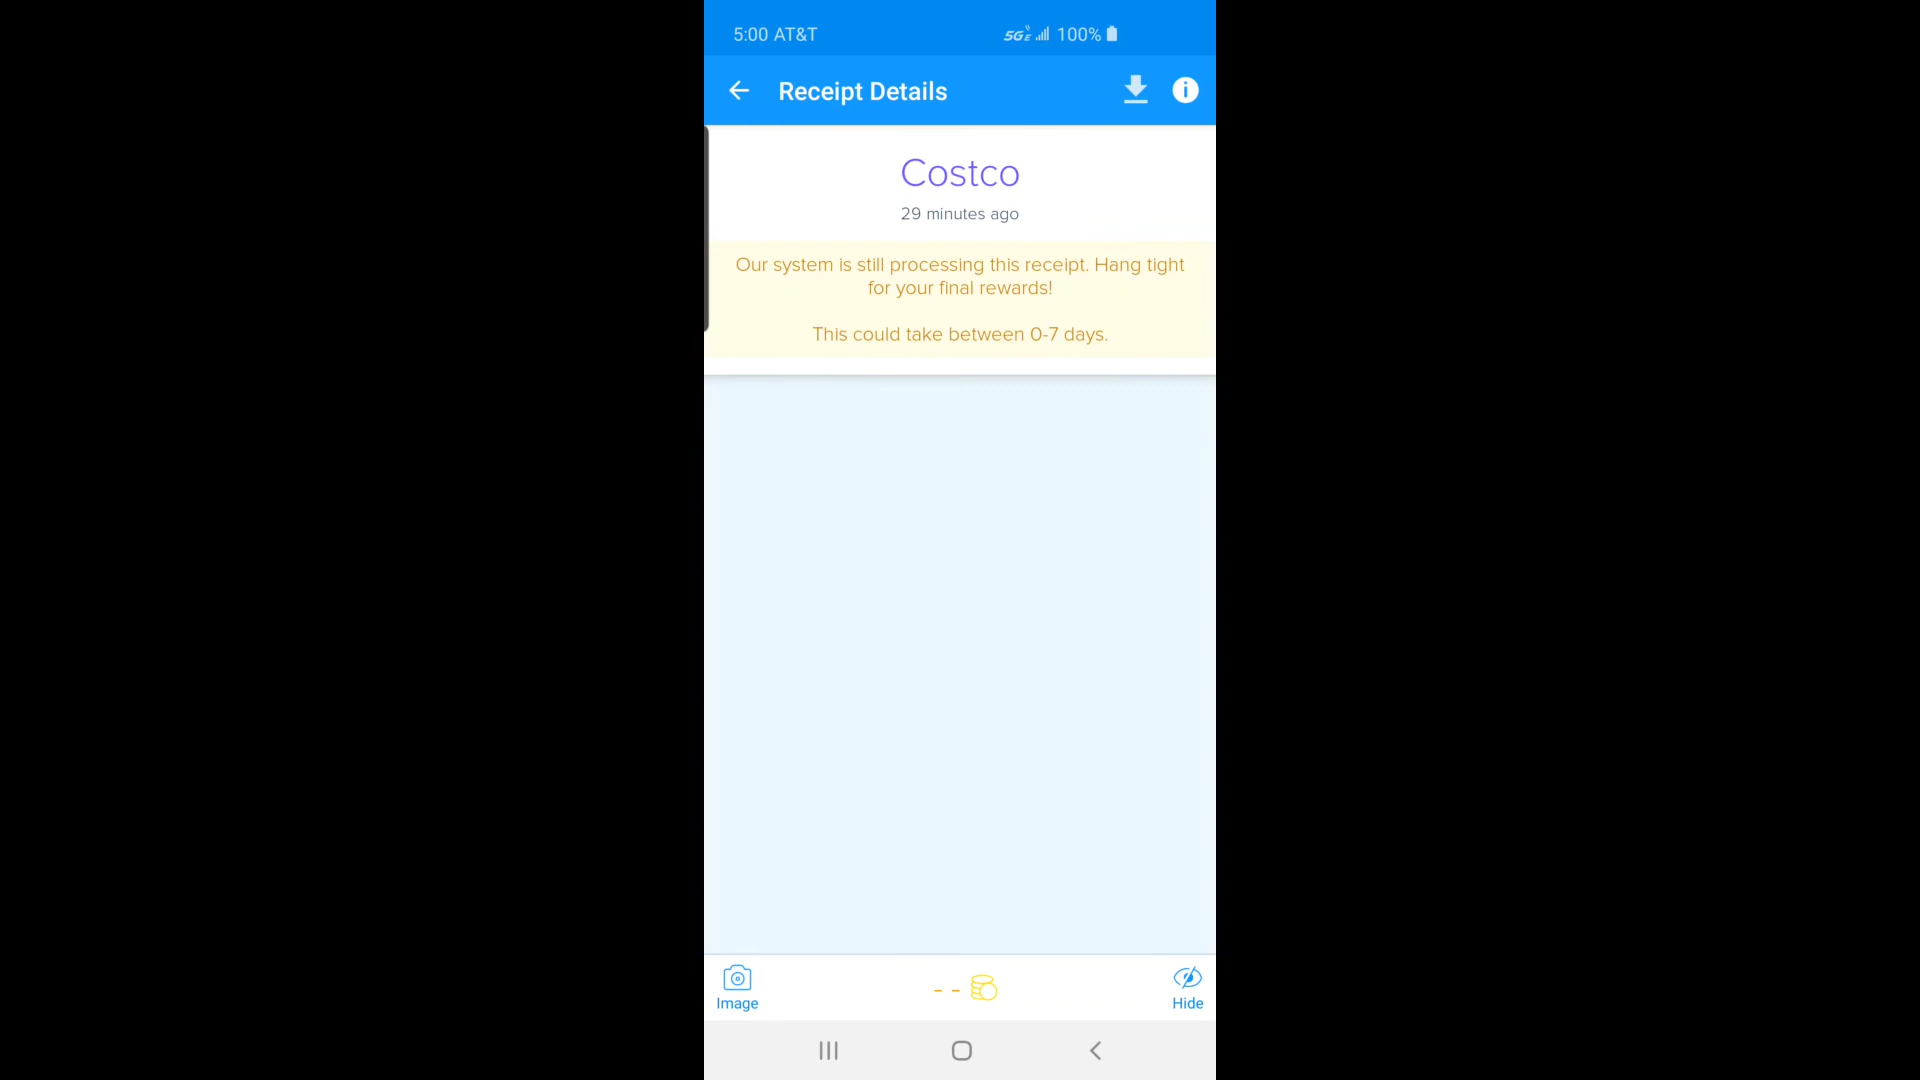 5:00 AT&T 5GE 100%
Receipt Details
Costco
29 minutes ago
Our system is still processing this receipt. Hang tight
for your final rewards!
This could take between 0-7 days.
- -
Image
Hide